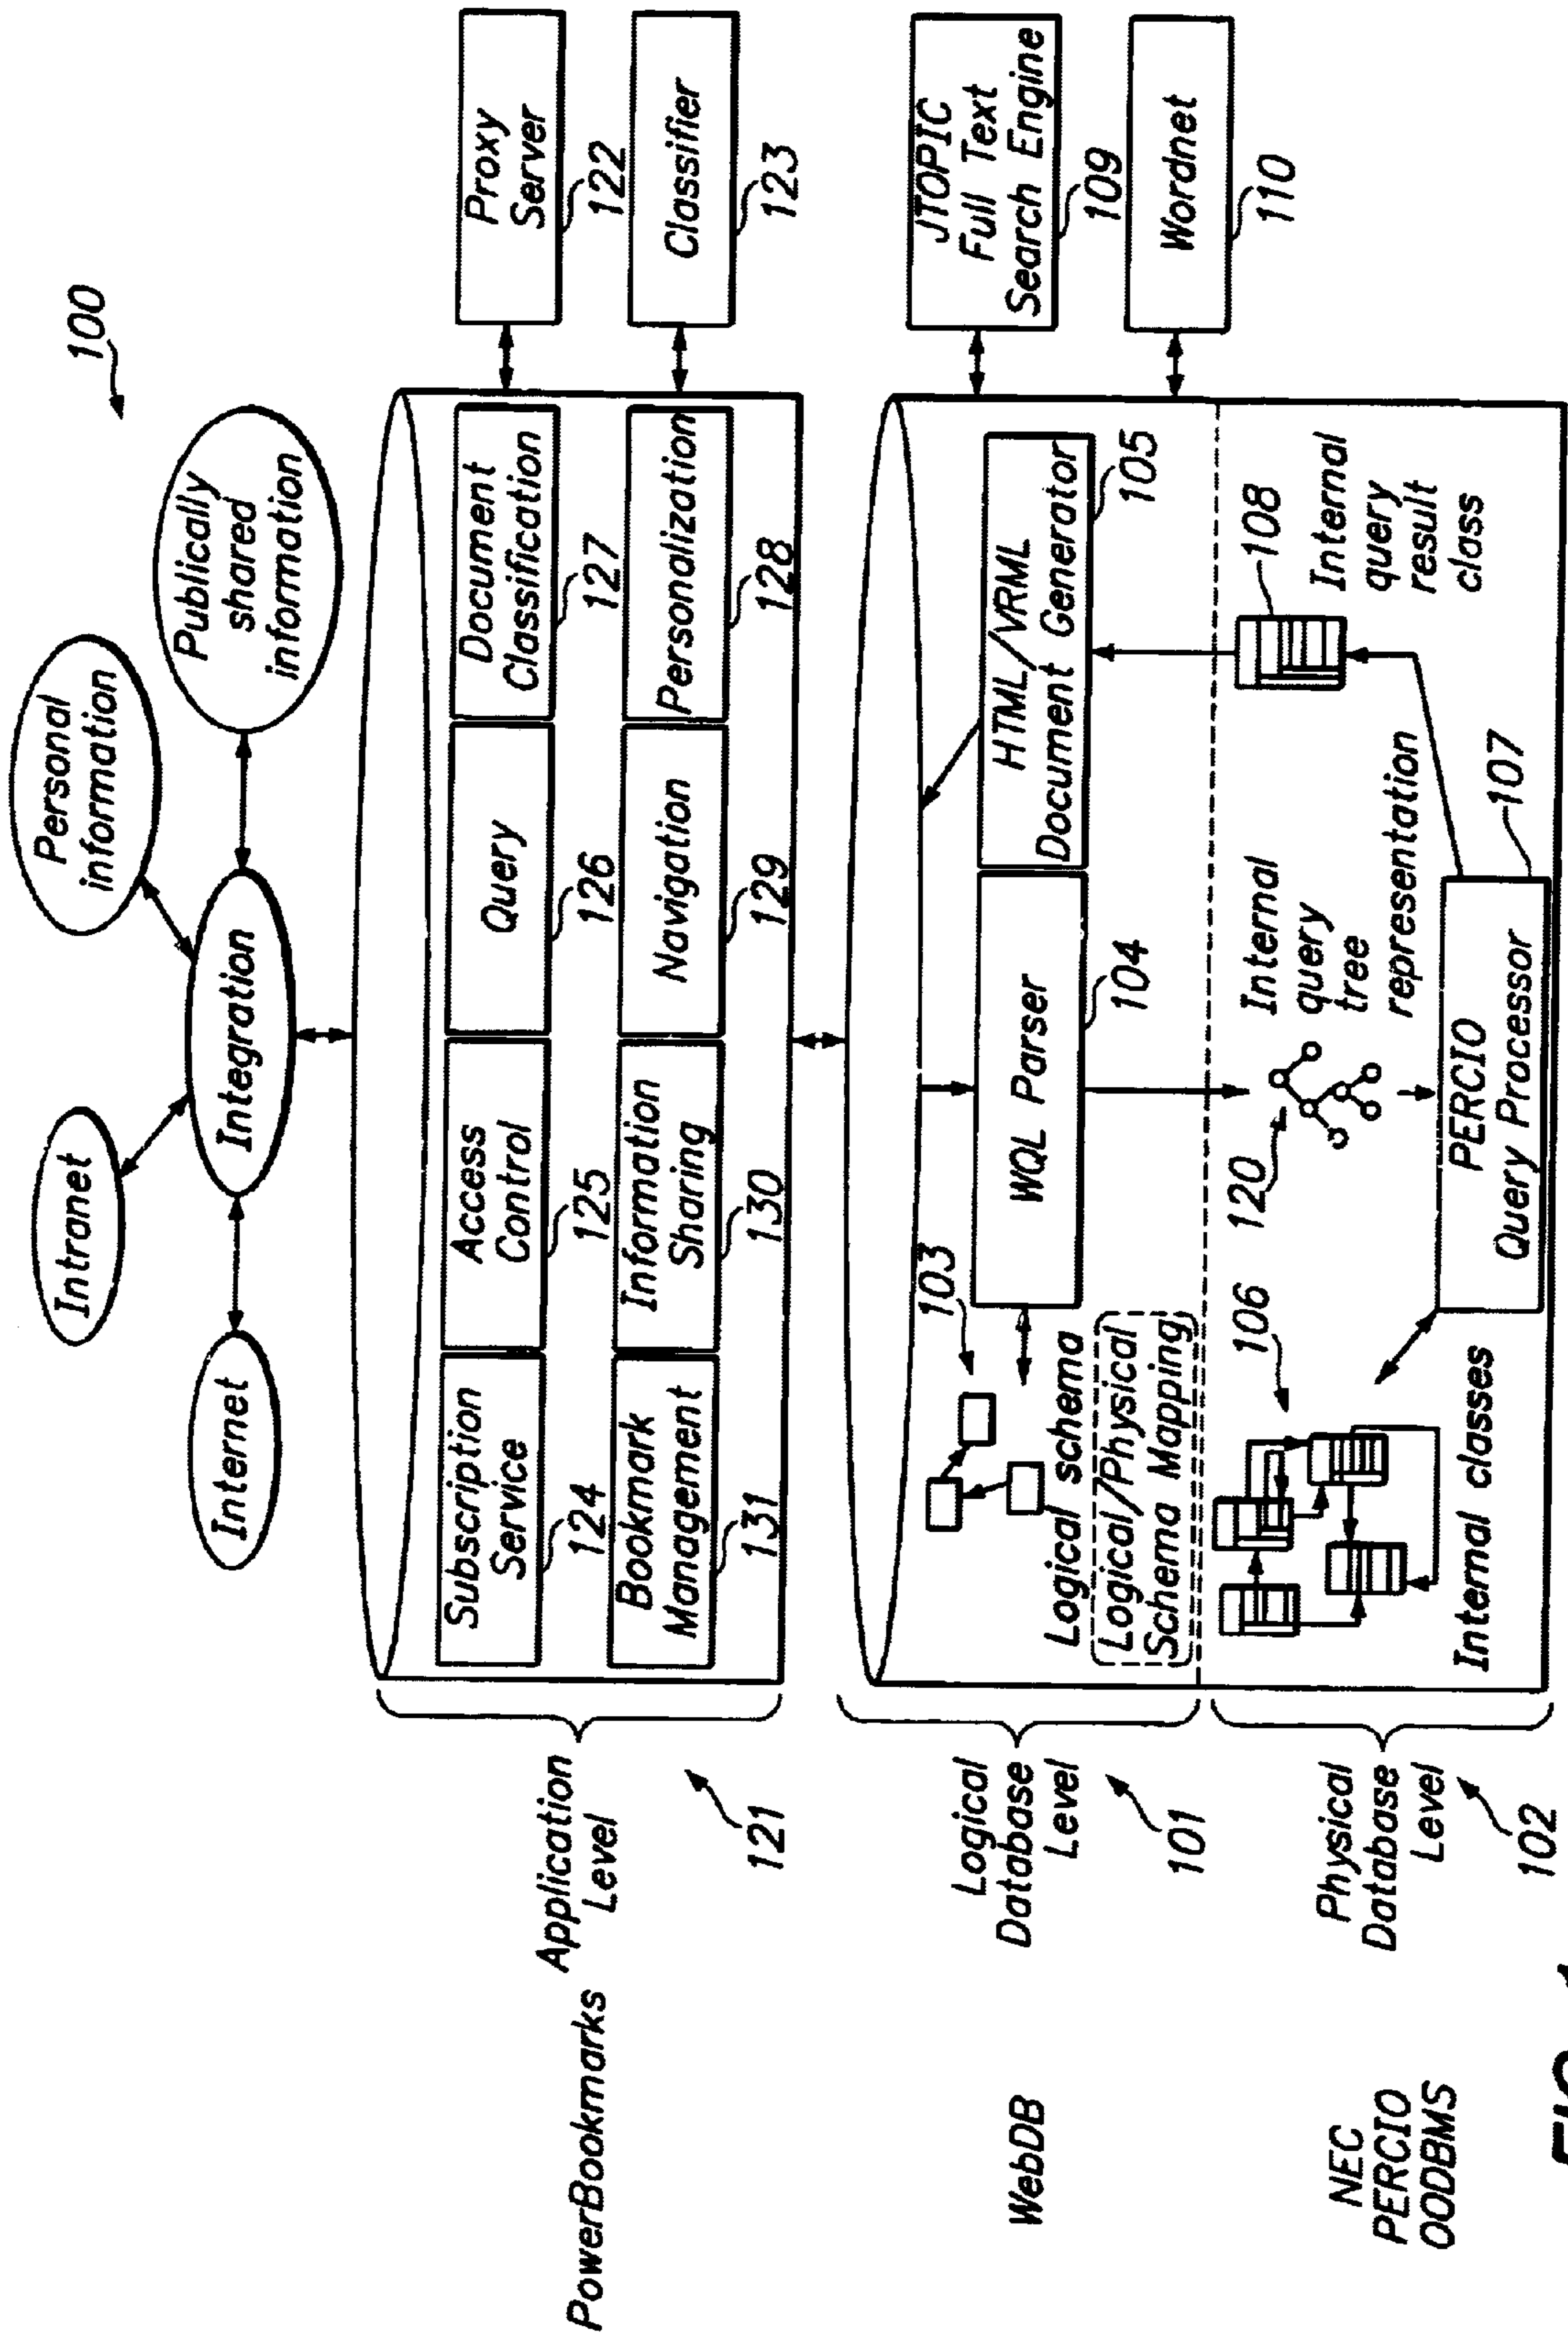 100
Intranet
Personal
information
Internet
Integration
Publically
shared
information
PowerBookmarks
Application
Level
121
Subscription
Service
124
Access
Control
125
Query
126
Document
Classification
127
Proxy
Server
122
Bookmark
Management
131
Information
Sharing
130
Navigation
129
Personalization
128
Classifier
123
WebDB
Logical
Database
Level
101
103
Logical schema
Logical/Physical
Schema Mapping
WQL Parser
104
HTML/VRML
Document Generator
105
JTOPIC
Full Text
Search Engine
109
Wordnet
110
NEC
PERCIO
OODBMS
Physical
Database
Level
102
106
Internal classes
120
Internal
query
tree
representation
PERCIO
Query Processor
107
108
Internal
query
result
class